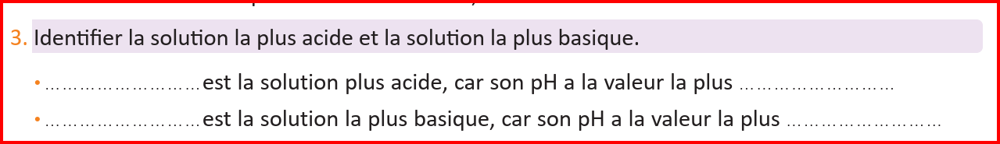 3. Identifier la solution la plus acide et la solution la plus basique.
• ........................... est la solution plus acide, car son pH a la valeur la plus ...........................
• ........................... est la solution la plus basique, car son pH a la valeur la plus ...........................